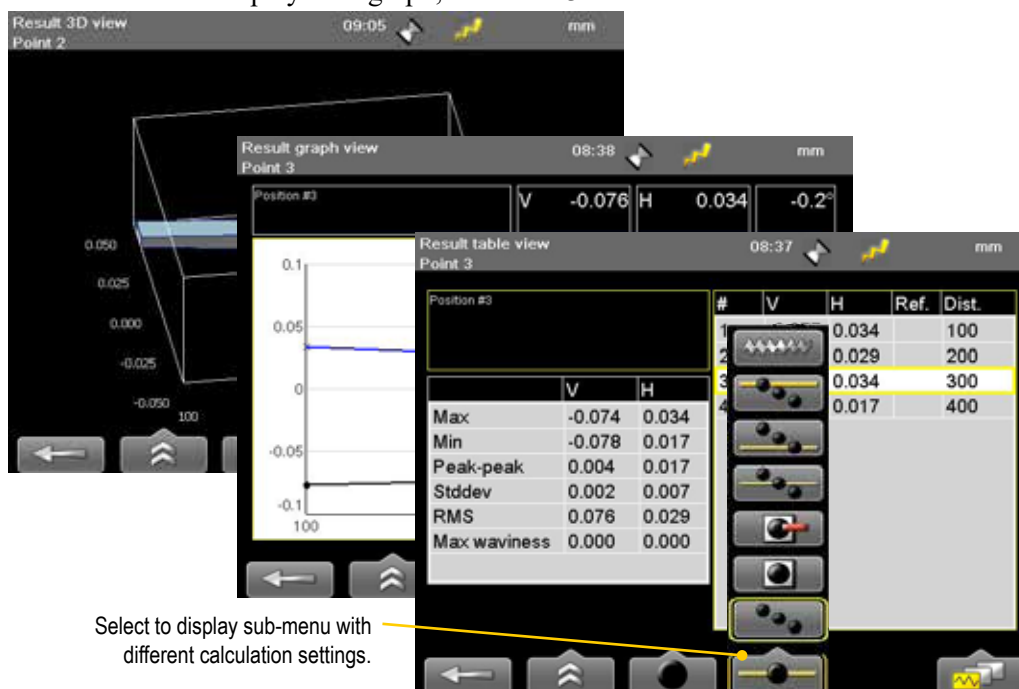 Result 3D view 09:05 mm
Point 2
0.050
0.025
0.000
-0.025
-0.050
100
Result graph view 08:38 mm
Point 3
Position #3 V -0.076 H 0.034 -0.2°
0.1
0.05
0
-0.05
-0.1
100
Result table view 08:37 mm
Point 3
Position #3
# V H Ref. Dist.
1 0.034 100
2 0.029 200
3 0.034 300
4 0.017 400
V H
Max -0.074 0.034
Min -0.078 0.017
Peak-peak 0.004 0.017
Stddev 0.002 0.007
RMS 0.076 0.029
Max waviness 0.000 0.000
Select to display sub-menu with
different calculation settings.